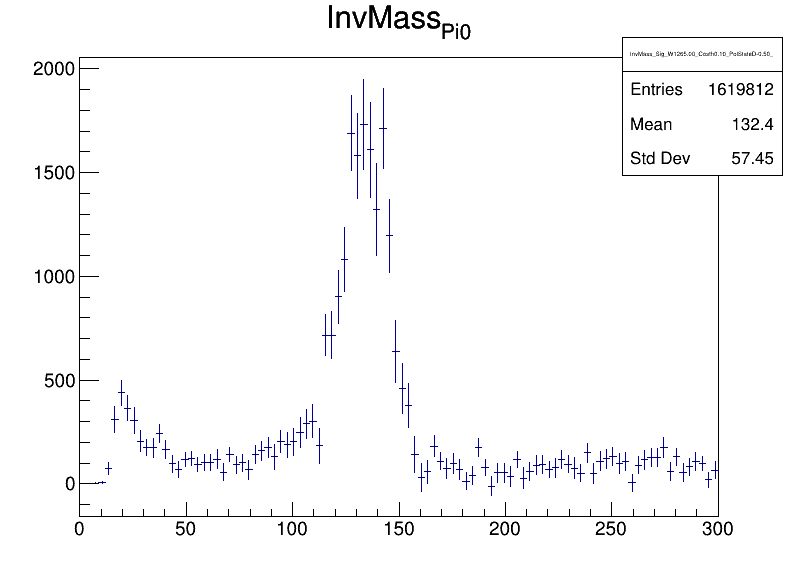 InvMass_Pi0
InvMass_Sig_W1265.00_Costh0.10_PolStateD-0.50_
Entries 1619812
Mean 132.4
Std Dev 57.45
2000
1500
1000
500
0
0 50 100 150 200 250 300